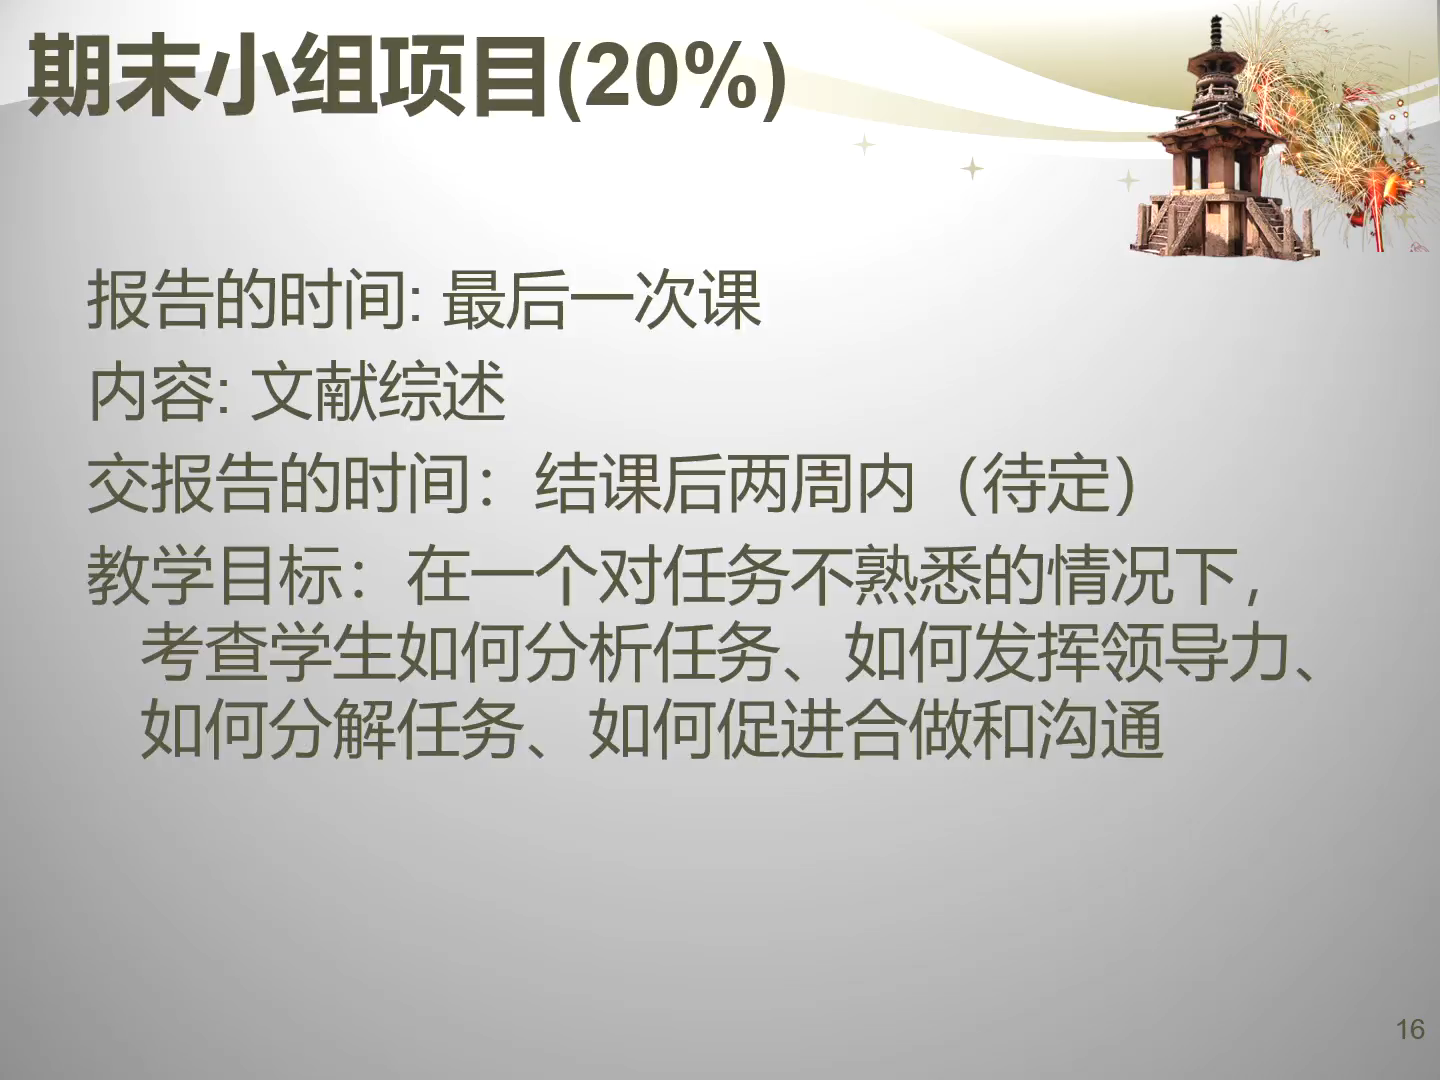 期末小组项目(20%)
报告的时间: 最后一次课
内容: 文献综述
交报告的时间：结课后两周内（待定）
教学目标：在一个对任务不熟悉的情况下，
考查学生如何分析任务、如何发挥领导力、
如何分解任务、如何促进合做和沟通
16